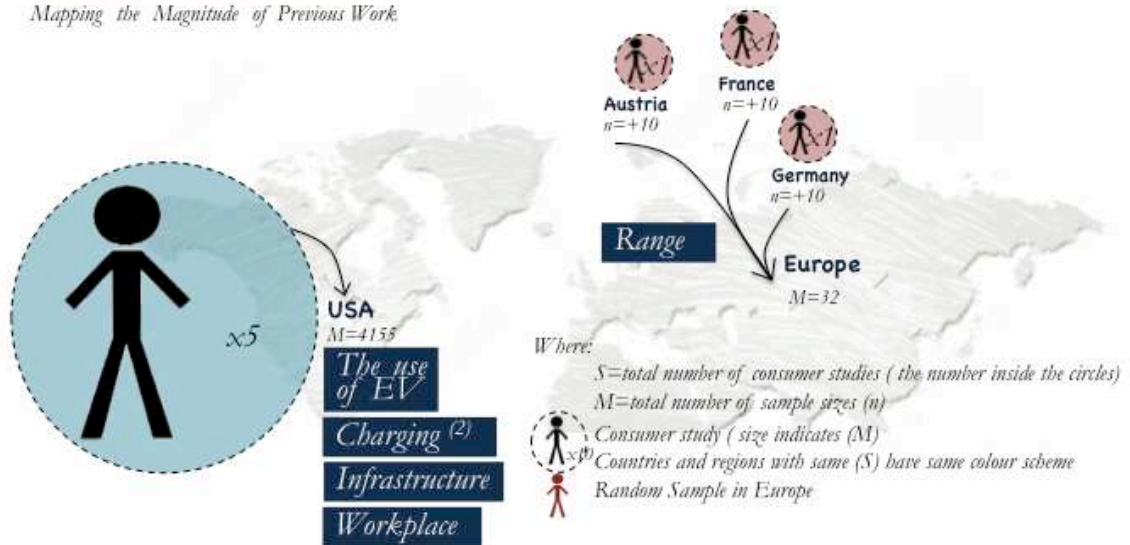 Mapping the Magnitude of Previous Work
x1
Austria
n=+10
x1
France
n=+10
x1
Germany
n=+10
Range
Europe
M=32
x5
USA
M=4155
The use
of EV
Charging (2)
Infrastructure
Workplace
Where:
S=total number of consumer studies ( the number inside the circles)
M=total number of sample sizes (n)
Consumer study ( size indicates (M)
Countries and regions with same (S) have same colour scheme
Random Sample in Europe